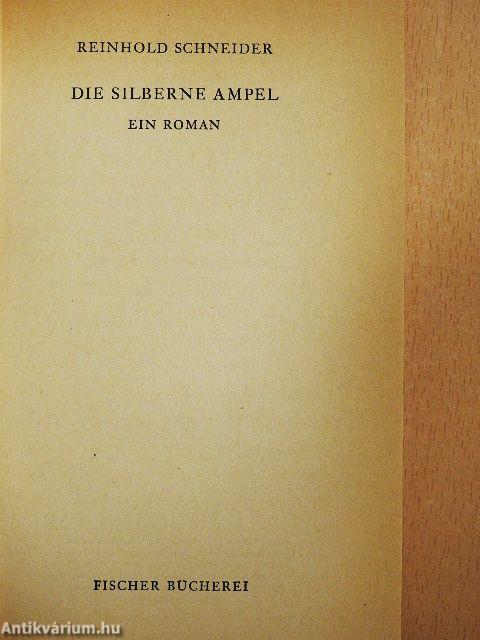 REINHOLD SCHNEIDER
DIE SILBERNE AMPEL
EIN ROMAN
FISCHER BÜCHEREI
Antikvárium.hu